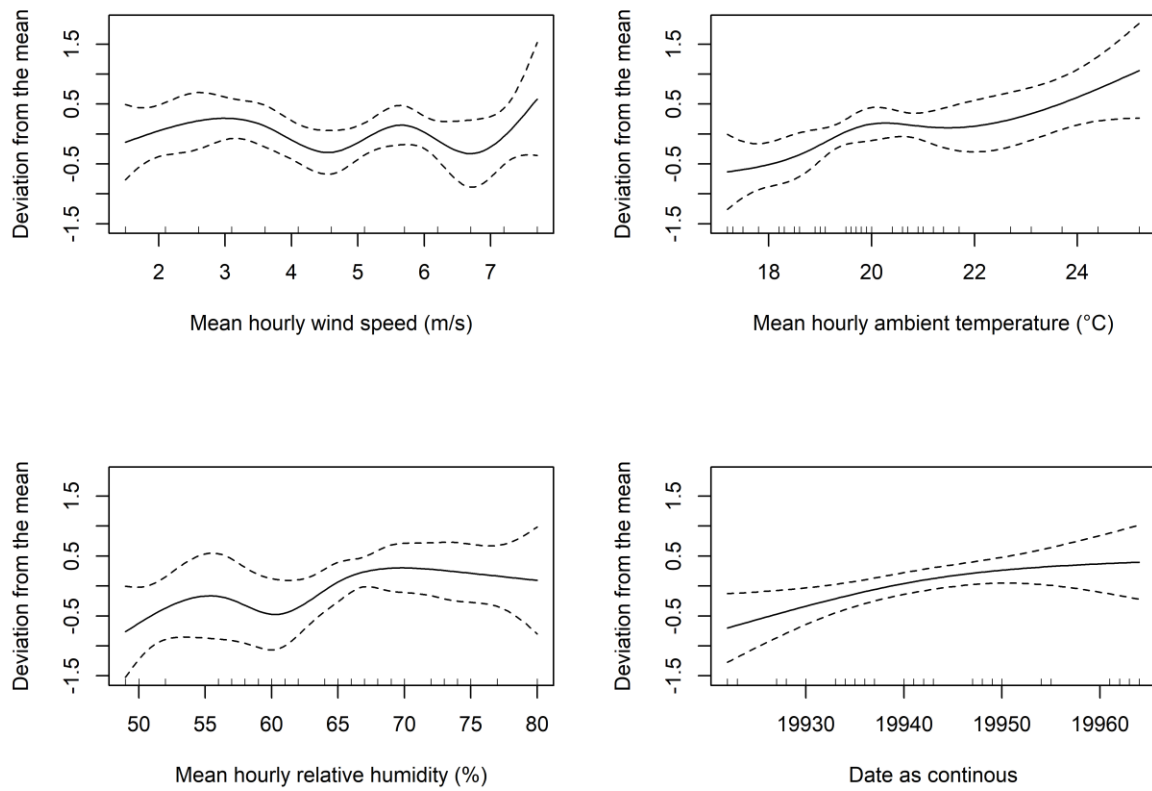 Deviation from the mean
1.5
0.5
-0.5
-1.5
2 3 4 5 6 7
Mean hourly wind speed (m/s)
Deviation from the mean
1.5
0.5
-0.5
-1.5
18 20 22 24
Mean hourly ambient temperature (°C)
Deviation from the mean
1.5
0.5
-0.5
-1.5
50 55 60 65 70 75 80
Mean hourly relative humidity (%)
Deviation from the mean
1.5
0.5
-0.5
-1.5
19930 19940 19950 19960
Date as continous